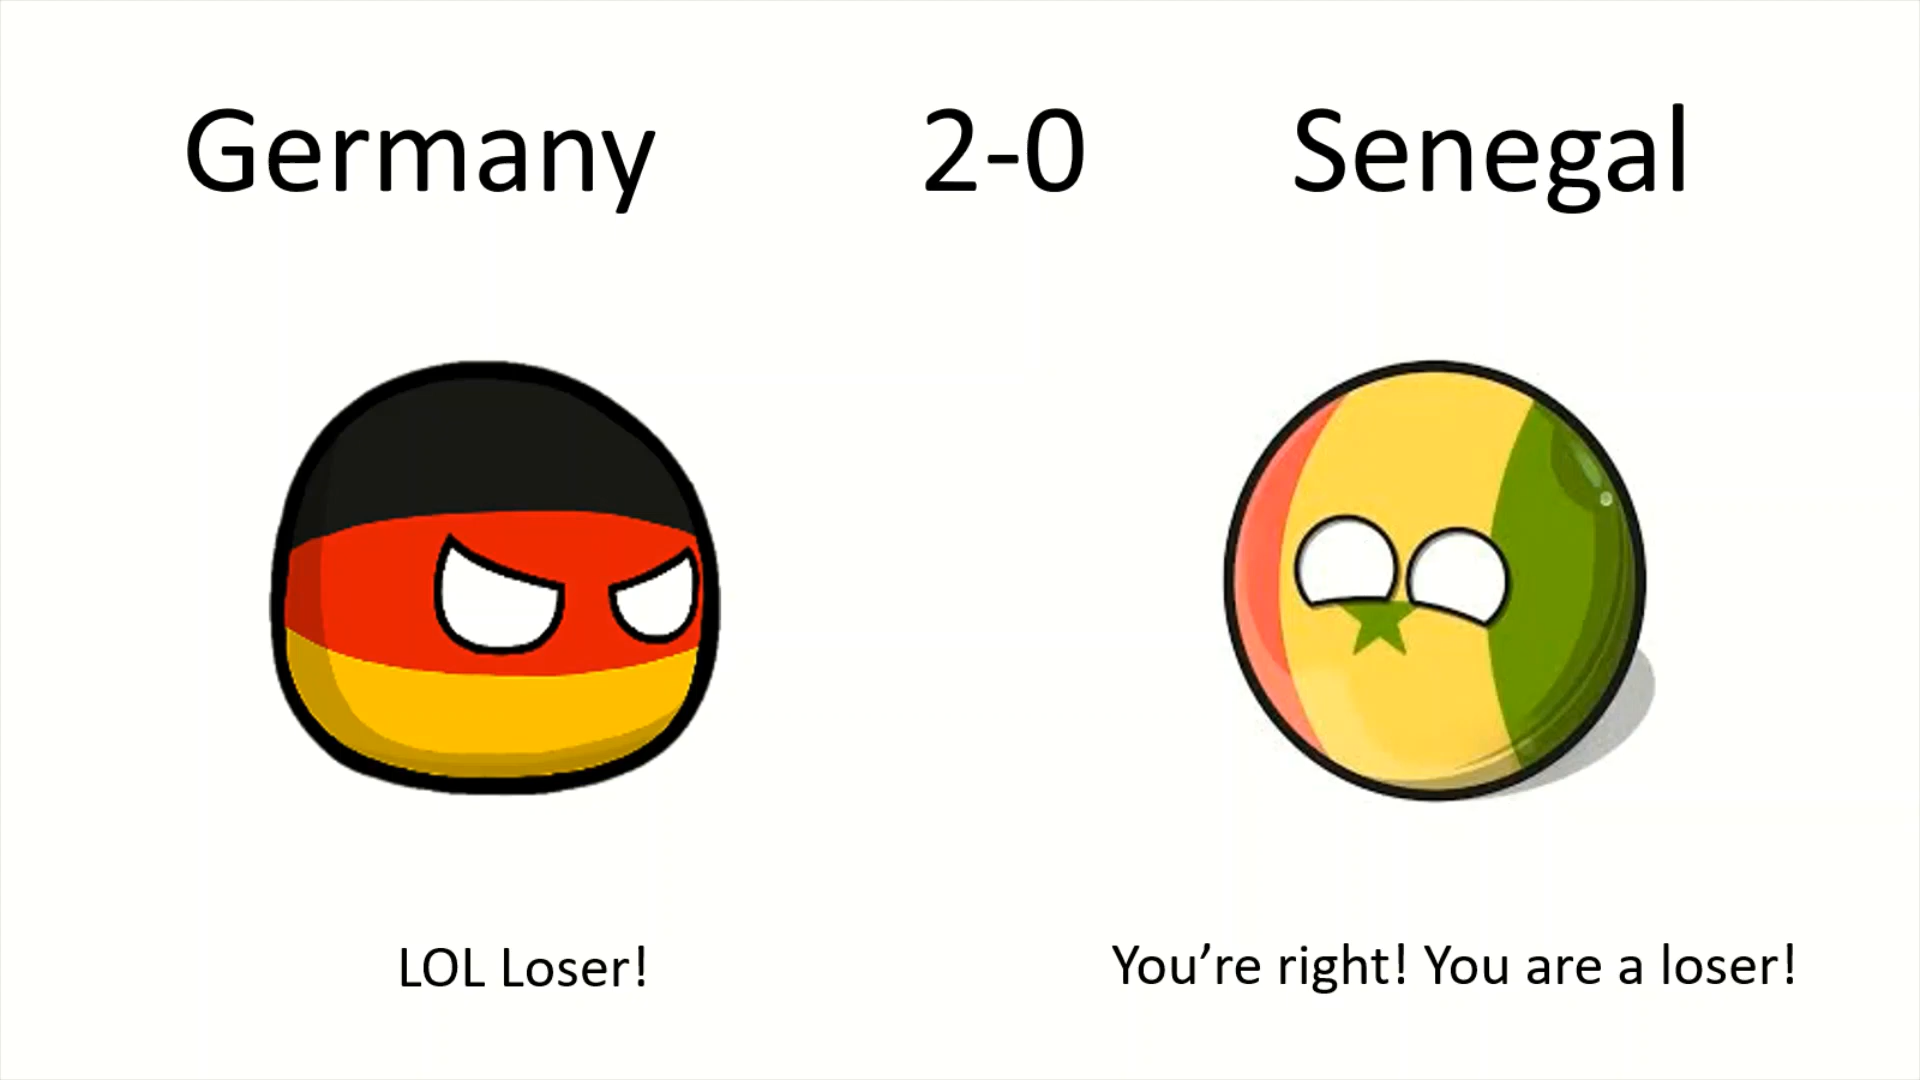 Germany 2-0 Senegal
LOL Loser!
You’re right! You are a loser!